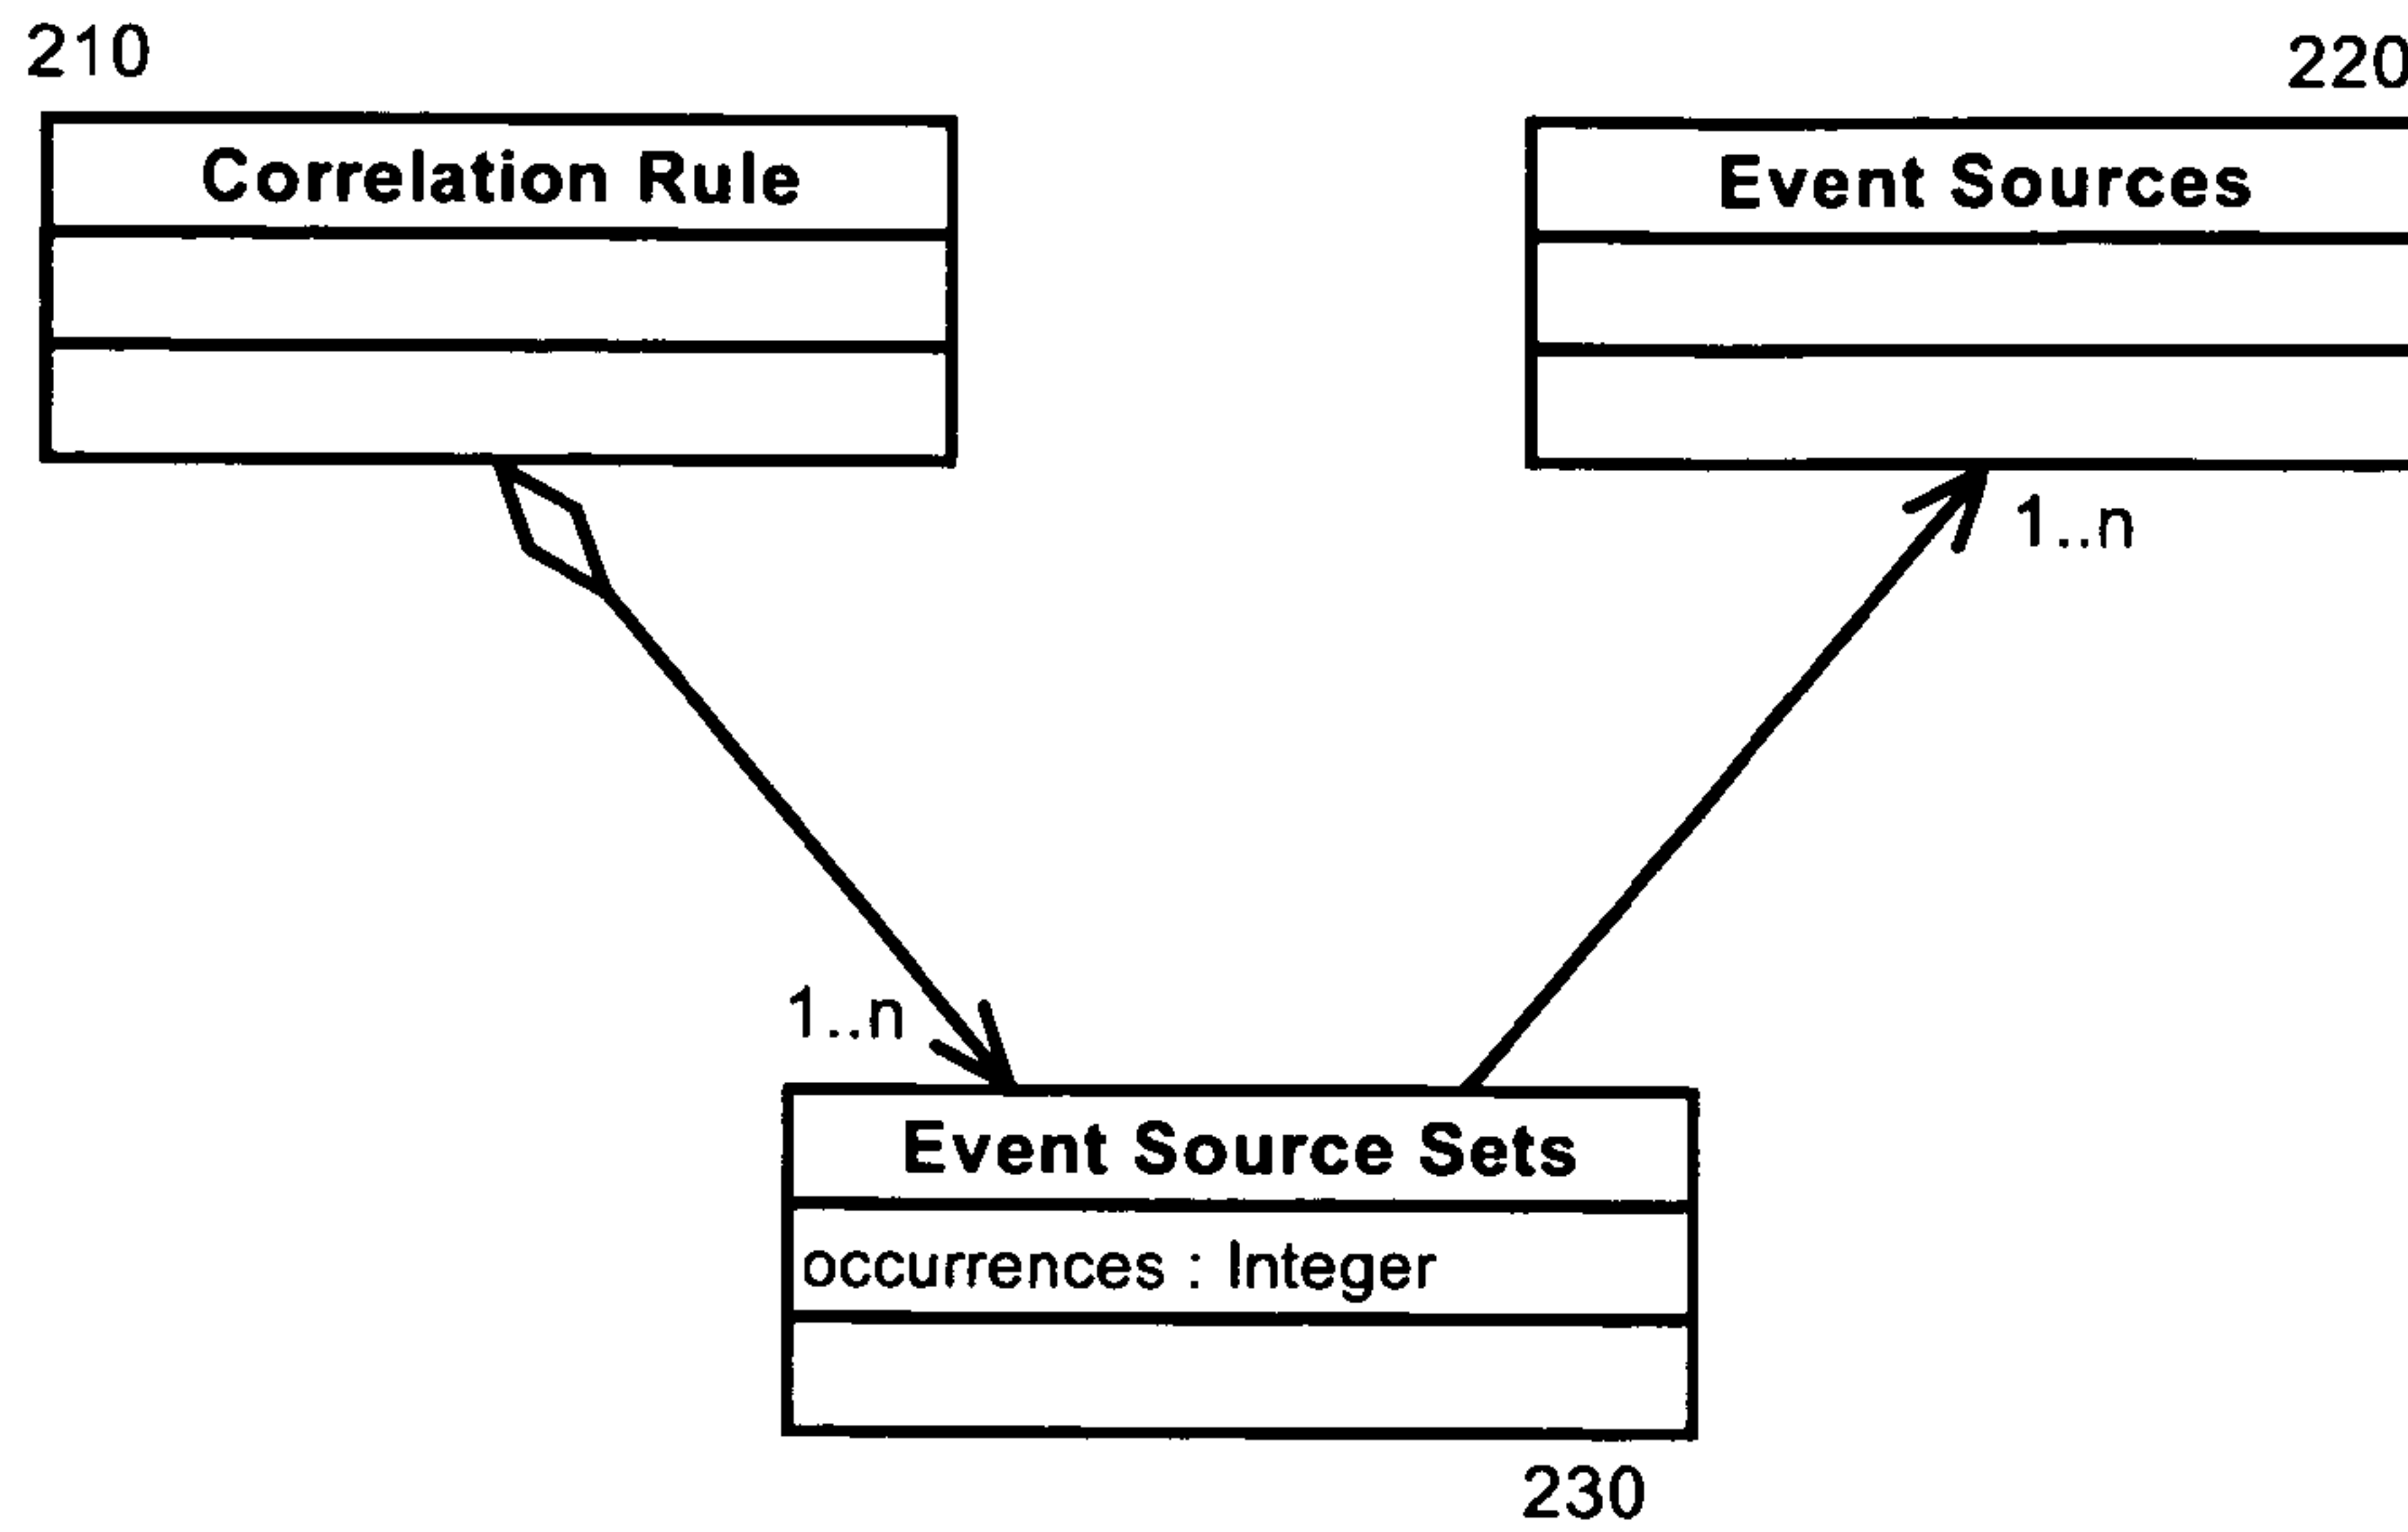 210
220
Correlation Rule
Event Sources
1..n
1..n
Event Source Sets
occurrences : Integer
230